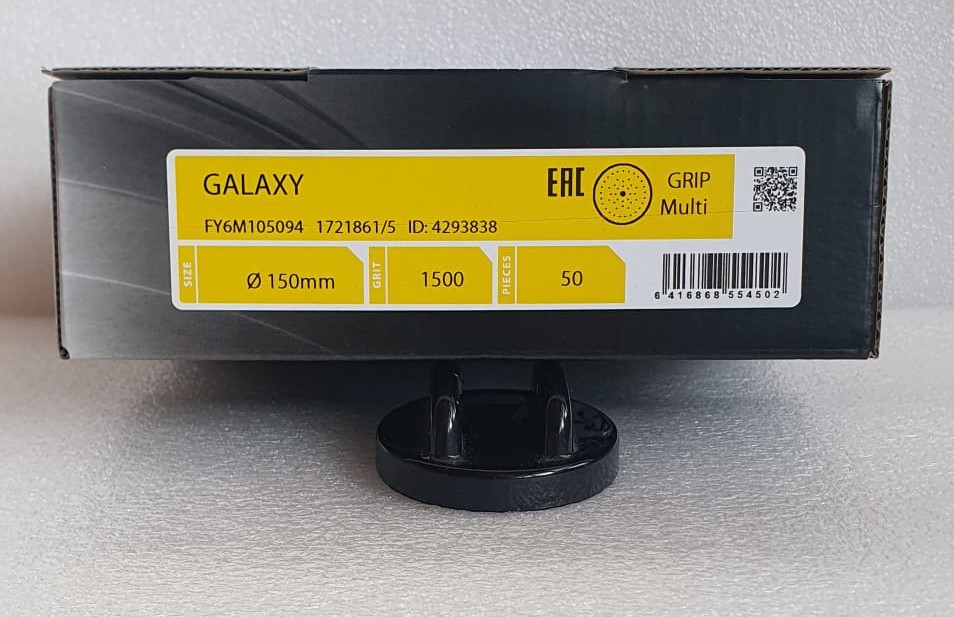 GALAXY
EAC
GRIP
Multi
FY6M105094 1721861/5 ID: 4293838
SIZE
Ø 150mm
GRIT
1500
PIECES
50
6 416868 554502